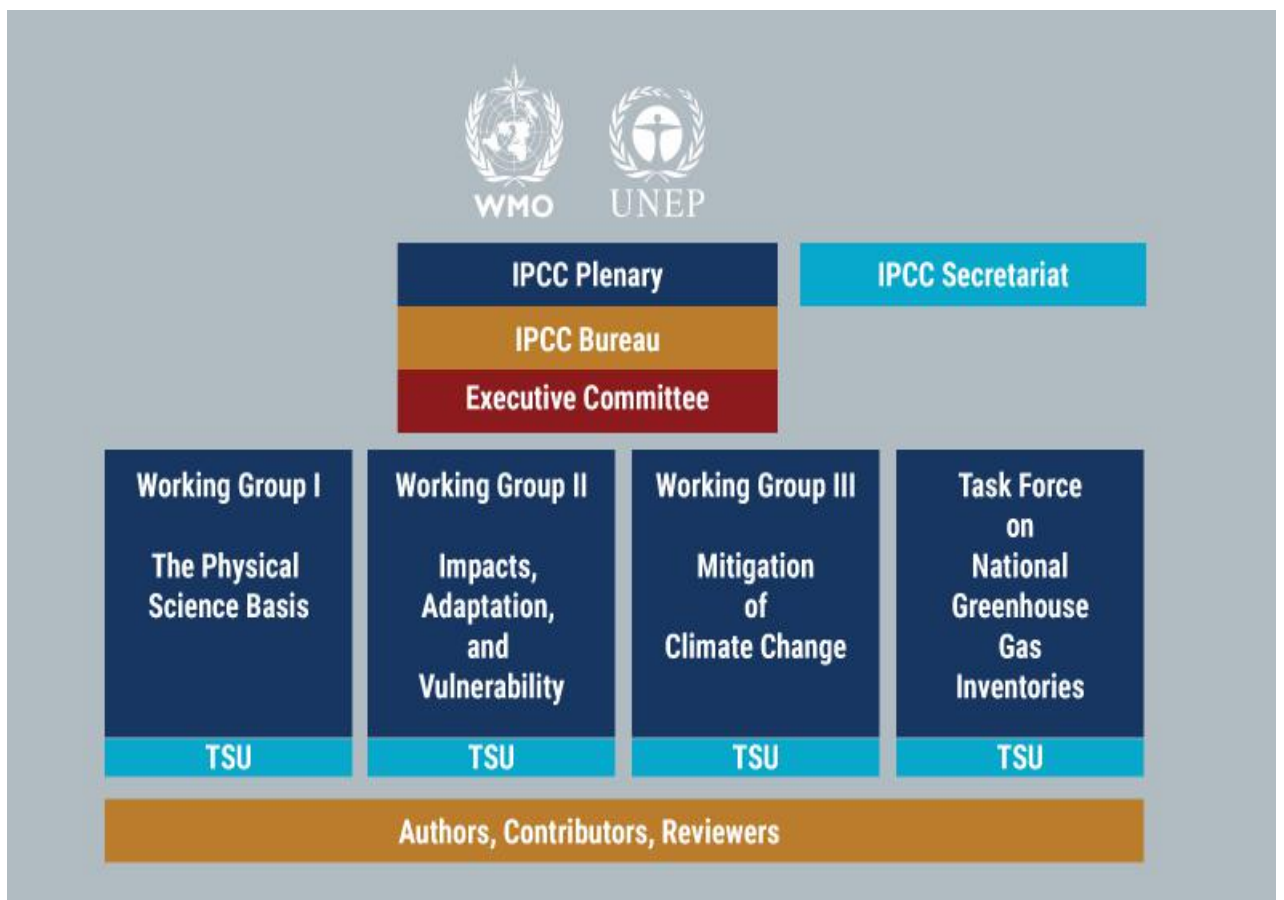 WMO
UNEP
IPCC Plenary
IPCC Secretariat
IPCC Bureau
Executive Committee
Working Group I
The Physical
Science Basis
TSU
Working Group II
Impacts,
Adaptation,
and
Vulnerability
TSU
Working Group III
Mitigation
of
Climate Change
TSU
Task Force
on
National
Greenhouse
Gas
Inventories
TSU
Authors, Contributors, Reviewers